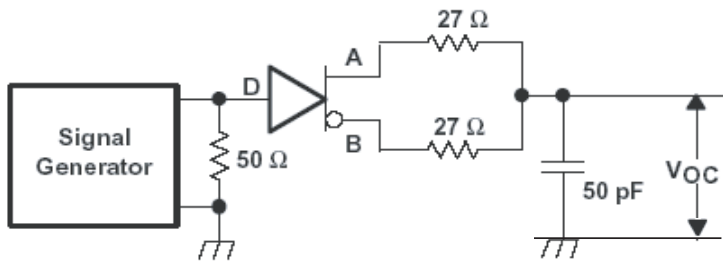 Signal
Generator
50 Ω
D
A
B
27 Ω
27 Ω
50 pF
VOC